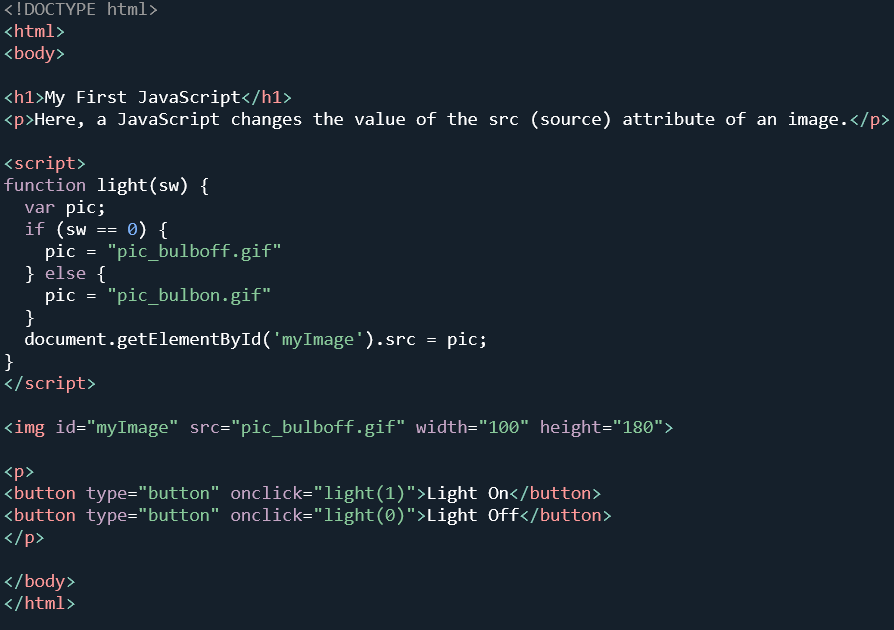 <!DOCTYPE html>
<html>
<body>

<h1>My First JavaScript</h1>
<p>Here, a JavaScript changes the value of the src (source) attribute of an image.</p>

<script>
function light(sw) {
  var pic;
  if (sw == 0) {
    pic = "pic_bulboff.gif"
  } else {
    pic = "pic_bulbon.gif"
  }
  document.getElementById('myImage').src = pic;
}
</script>

<img id="myImage" src="pic_bulboff.gif" width="100" height="180">

<p>
<button type="button" onclick="light(1)">Light On</button>
<button type="button" onclick="light(0)">Light Off</button>
</p>

</body>
</html>